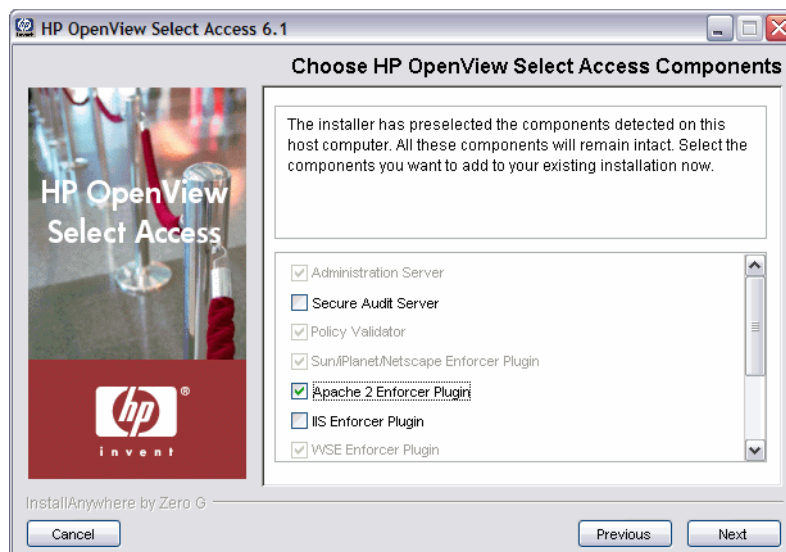 HP OpenView Select Access 6.1
Choose HP OpenView Select Access Components
HP OpenView
Select Access
hp
®
invent
The installer has preselected the components detected on this
host computer. All these components will remain intact. Select the
components you want to add to your existing installation now.
Administration Server
Secure Audit Server
Policy Validator
Sun/iPlanet/Netscape Enforcer Plugin
Apache 2 Enforcer Plugin
IIS Enforcer Plugin
WSE Enforcer Plugin
InstallAnywhere by Zero G
Cancel
Previous
Next